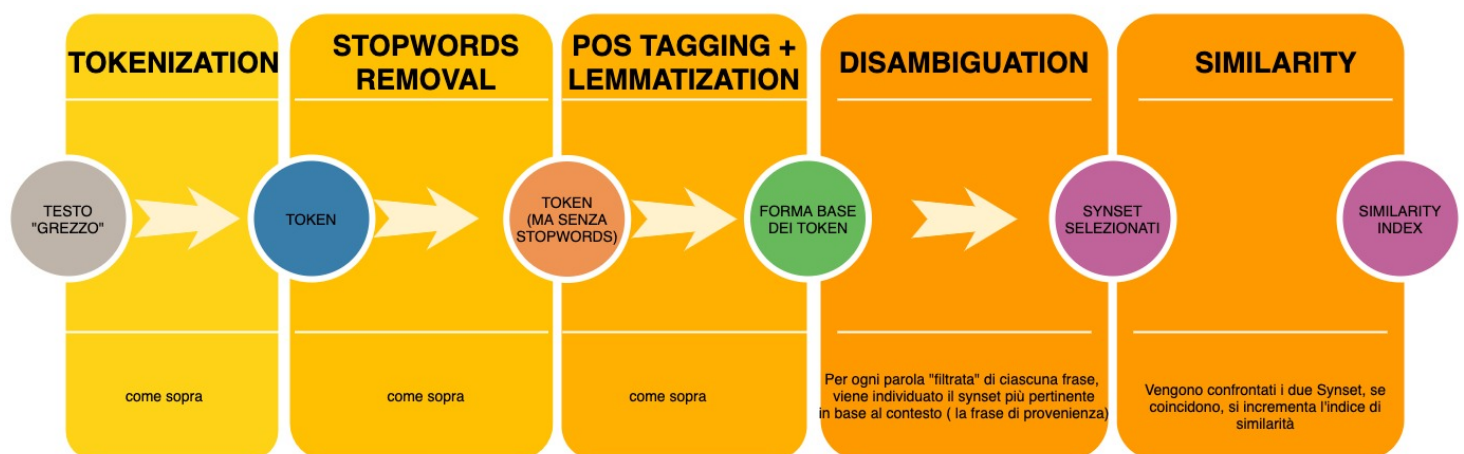 TOKENIZATION
STOPWORDS
REMOVAL
POS TAGGING +
LEMMATIZATION
DISAMBIGUATION
SIMILARITY
TESTO
"GREZZO"
TOKEN
TOKEN
(MA SENZA
STOPWORDS)
FORMA BASE
DEI TOKEN
SYNSET
SELEZIONATI
SIMILARITY
INDEX
come sopra
come sopra
come sopra
Per ogni parola "filtrata" di ciascuna frase,
viene individuato il synset più pertinente
in base al contesto ( la frase di provenienza)
Vengono confrontati i due Synset, se
coincidono, si incrementa l'indice di
similarità